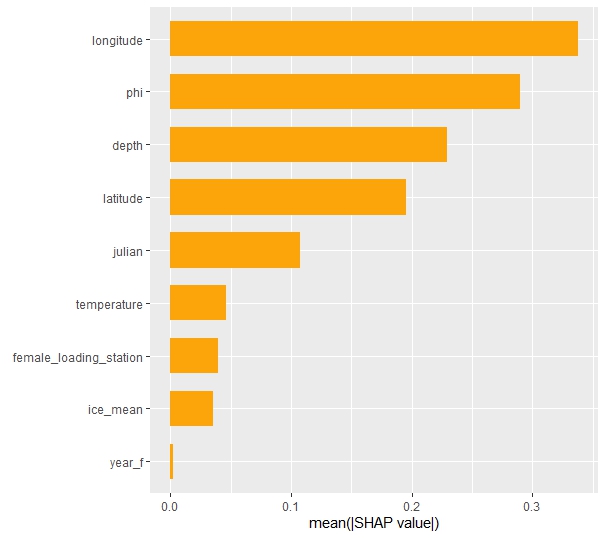 longitude
phi
depth
latitude
julian
temperature
female_loading_station
ice_mean
year_f
0.0 0.1 0.2 0.3
mean(|SHAP value|)